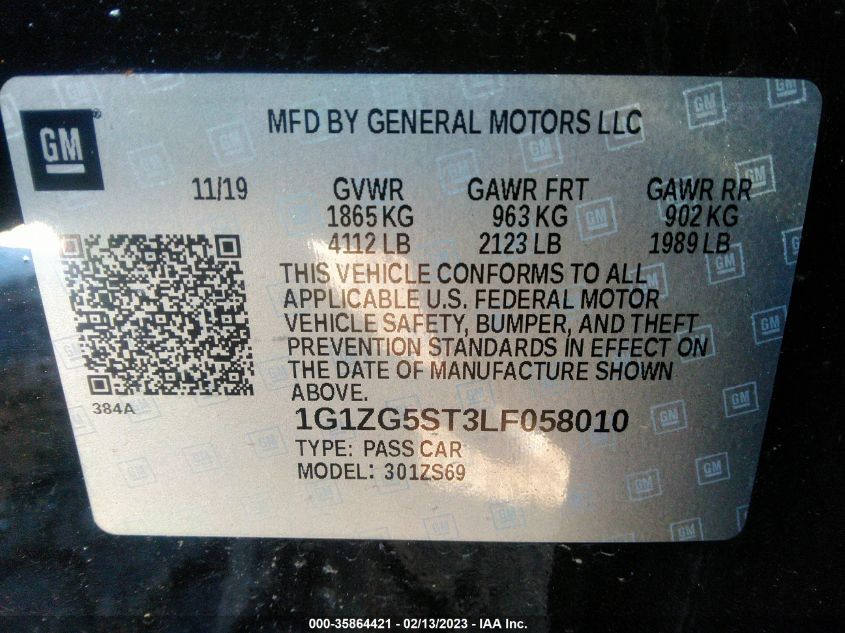 GM
MFD BY GENERAL MOTORS LLC
11/19 GVWR GAWR FRT GAWR RR
1865 KG 963 KG 902 KG
4112 LB 2123 LB 1989 LB
THIS VEHICLE CONFORMS TO ALL
APPLICABLE U.S. FEDERAL MOTOR
VEHICLE SAFETY, BUMPER, AND THEFT
PREVENTION STANDARDS IN EFFECT ON
THE DATE OF MANUFACTURE SHOWN
ABOVE.
384A
1G1ZG5ST3LF058010
TYPE: PASS CAR
MODEL: 301ZS69
000-35864421 - 02/13/2023 - IAA Inc.